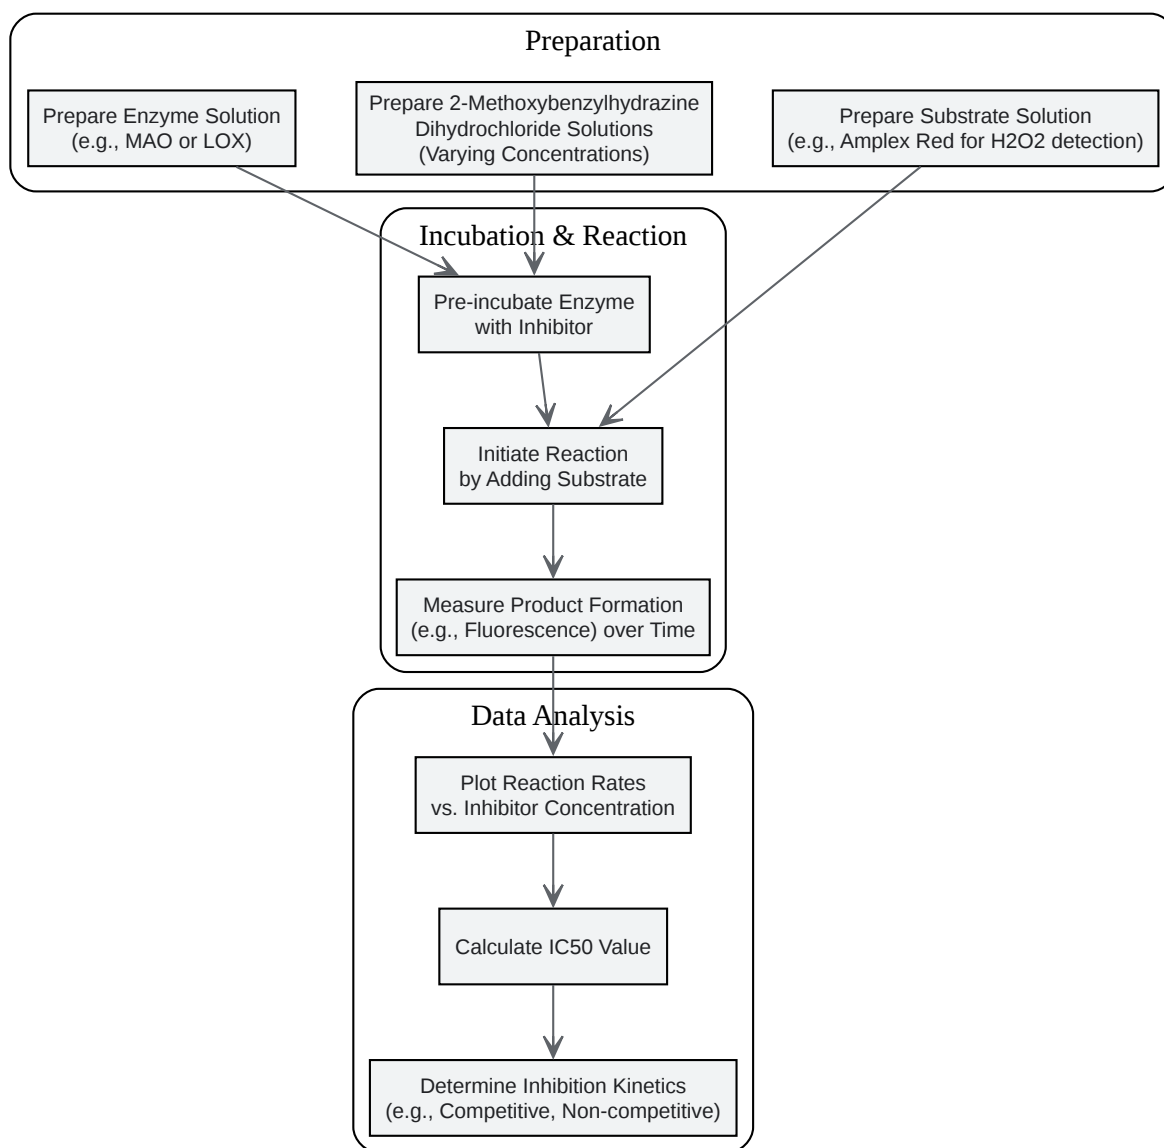 Preparation
Prepare Enzyme Solution
(e.g., MAO or LOX)
Prepare 2-Methoxybenzylhydrazine
Dihydrochloride Solutions
(Varying Concentrations)
Prepare Substrate Solution
(e.g., Amplex Red for H2O2 detection)
Incubation & Reaction
Pre-incubate Enzyme
with Inhibitor
Initiate Reaction
by Adding Substrate
Measure Product Formation
(e.g., Fluorescence) over Time
Data Analysis
Plot Reaction Rates
vs. Inhibitor Concentration
Calculate IC50 Value
Determine Inhibition Kinetics
(e.g., Competitive, Non-competitive)